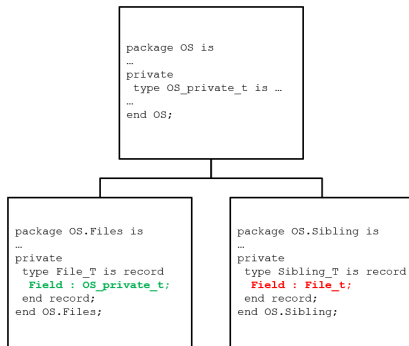 package OS is
…
private
type OS_private_t is …
…
end OS;
package OS.Files is
…
private
type File_T is record
Field : OS_private_t;
end record;
end OS.Files;
package OS.Sibling is
…
private
type Sibling_T is record
Field : File_t;
end record;
end OS.Sibling;